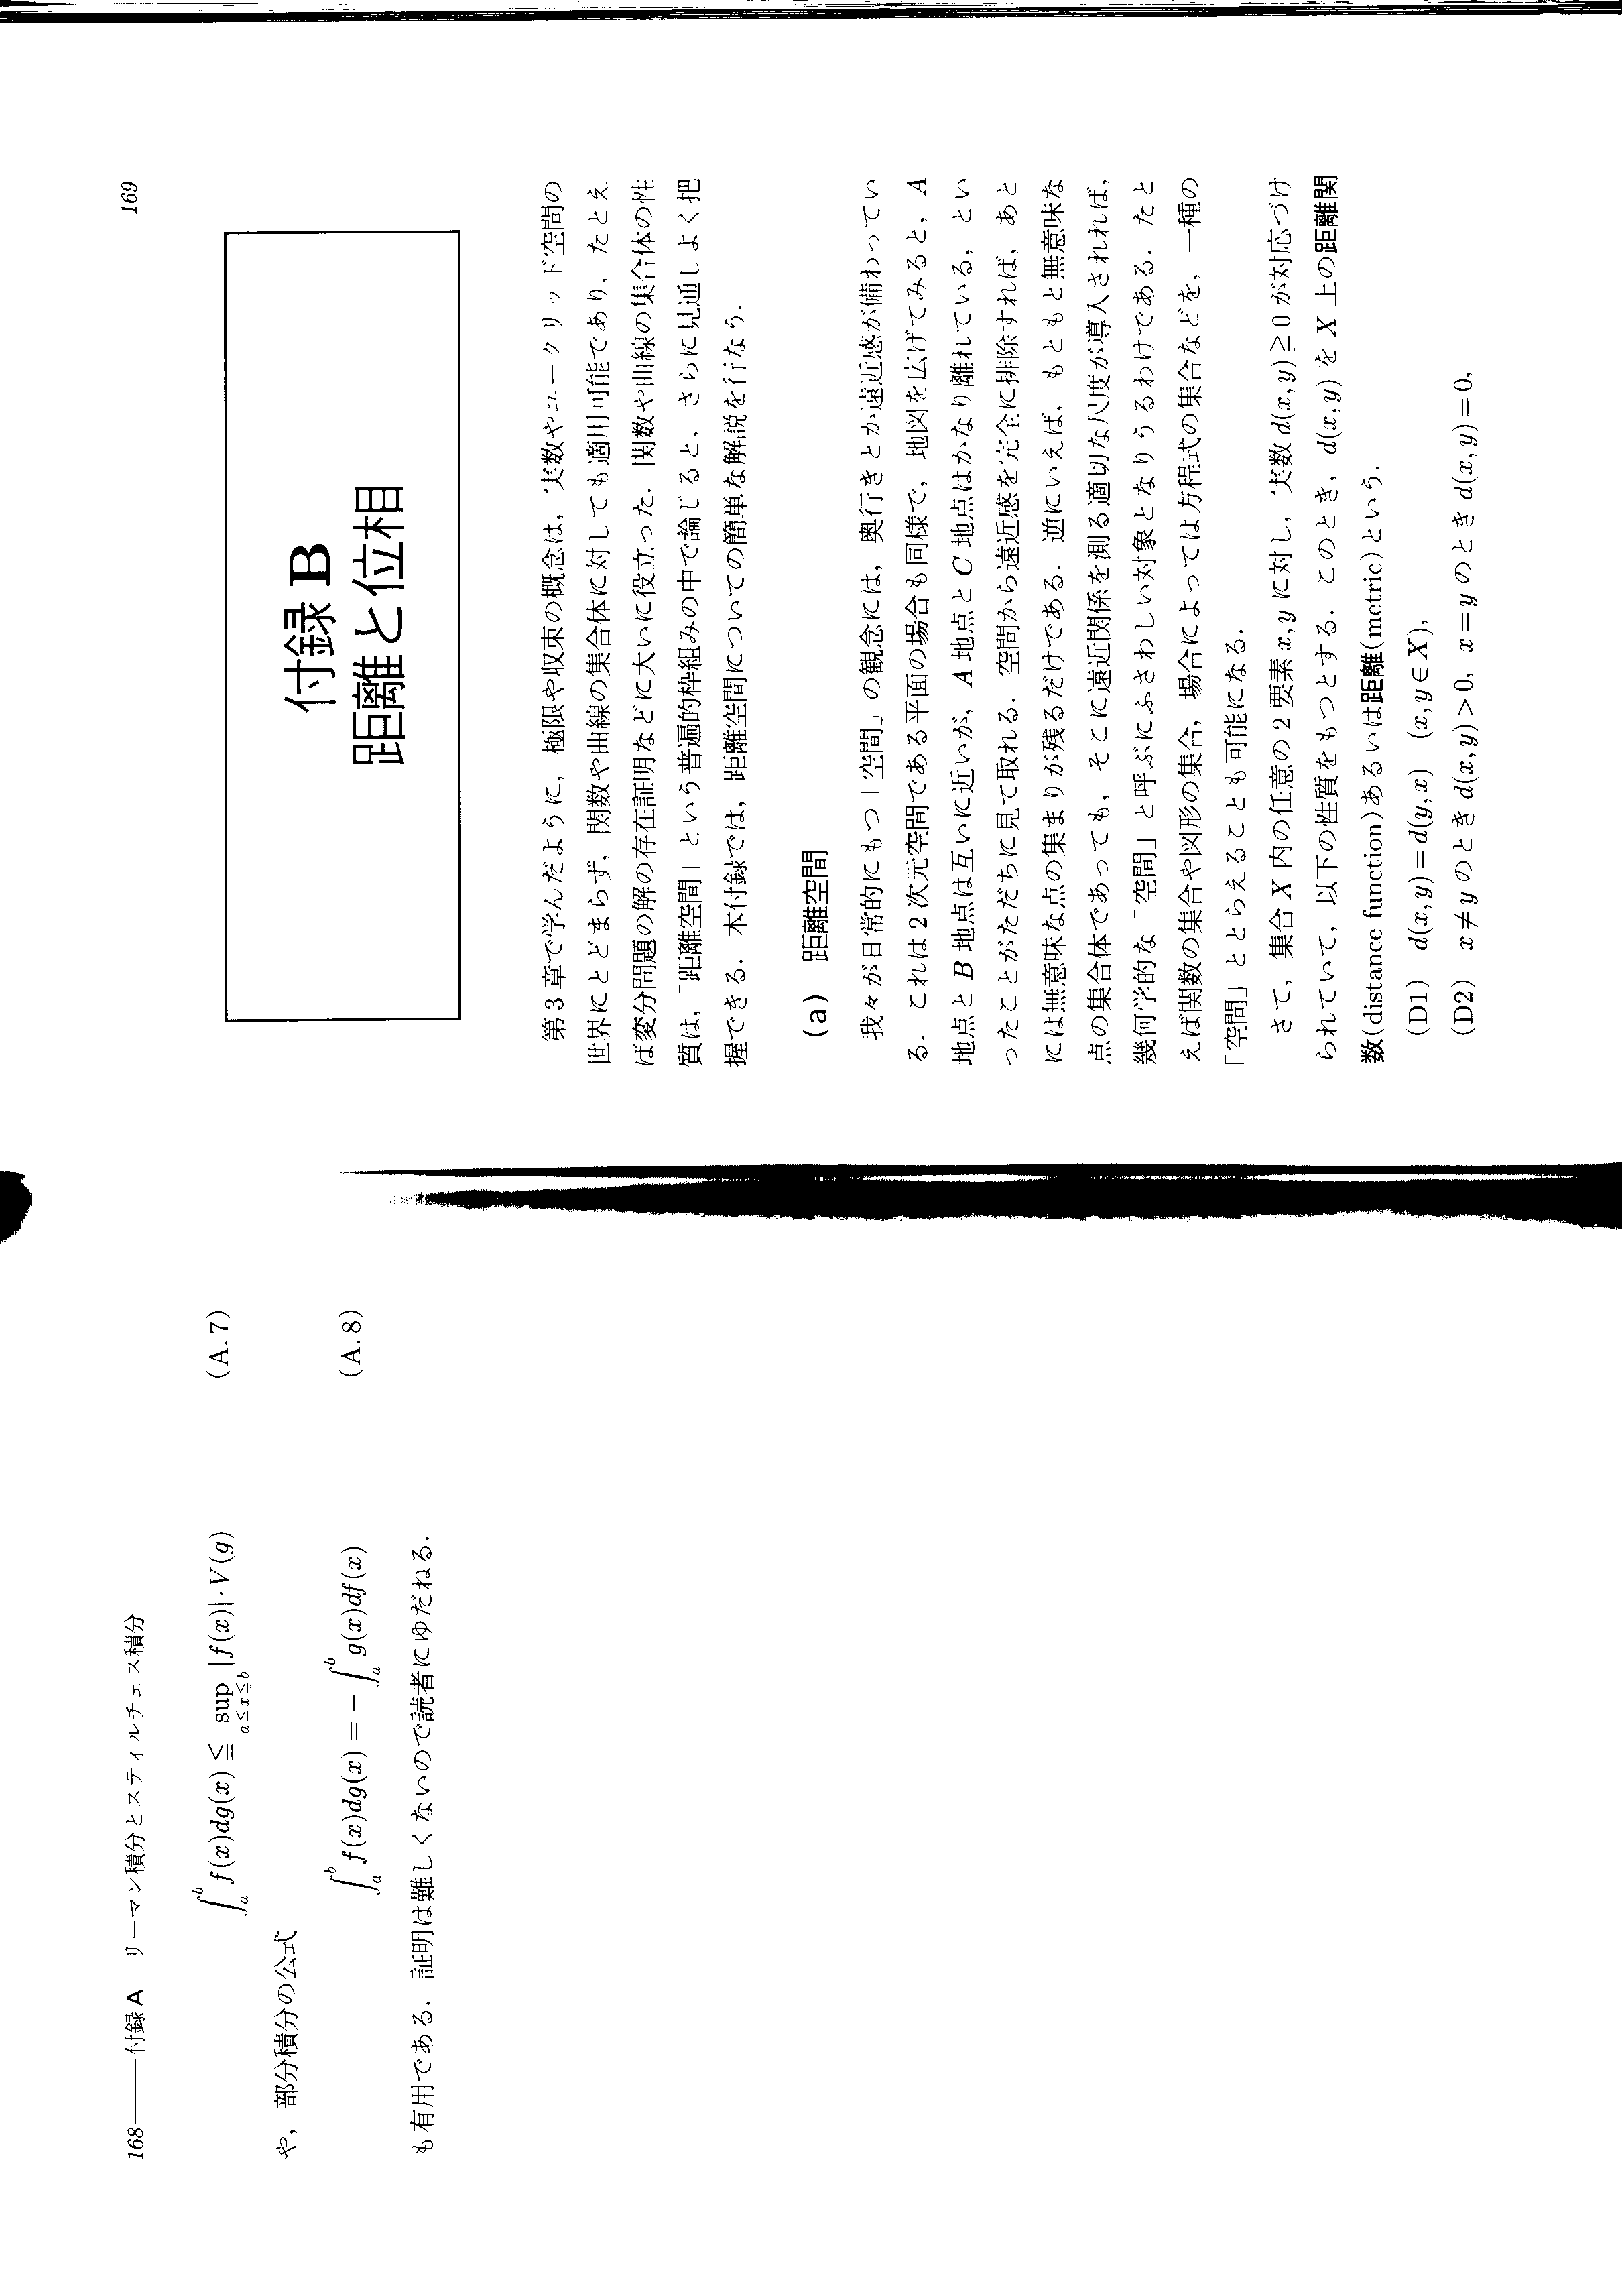 168——付録A リーマン積分とスティルチェス積分
∫_a^b f(x)dg(x) ≦ sup_{a≦x≦b} |f(x)|·V(g) (A.7)
や,部分積分の公式
∫_a^b f(x)dg(x) = −∫_a^b g(x)df(x) (A.8)
も有用である.証明は難しくないので読者にゆだねる.
169
付録 B
距離と位相
第3章で学んだように,極限や収束の概念は,実数やユークリッド空間の
世界にとどまらず,関数や曲線の集合体に対しても適用可能であり,たとえ
ば変分問題の解の存在証明などに大いに役立った.関数や曲線の集合体の性
質は,「距離空間」という普遍的枠組みの中で論じると,さらに見通しよく把
握できる.本付録では,距離空間についての簡単な解説を行なう.
(a) 距離空間
我々が日常的にもつ「空間」の観念には,奥行きとか遠近感が備わってい
る.これは2次元空間である平面の場合も同様で,地図を広げてみると,A
地点とB地点は互いに近いが,A地点とC地点はかなり離れている,とい
ったことがただちに見て取れる.空間から遠近感を完全に排除すれば,あと
には無意味な点の集まりが残るだけである.逆にいえば,もともと無意味な
点の集合体であっても,そこに遠近関係を測る適切な尺度が導入されれば,
幾何学的な「空間」と呼ぶにふさわしい対象となりうるわけである.たと
えば関数の集合や図形の集合,場合によっては方程式の集合などを,一種の
「空間」ととらえることも可能になる.
さて,集合X内の任意の2要素x,yに対し,実数d(x,y)≧0が対応づけ
られていて,以下の性質をもつとする.このとき,d(x,y)をX上の距離関
数(distance function)あるいは距離(metric)という.
(D1) d(x,y)=d(y,x) (x,y∈X),
(D2) x≠yのときd(x,y)>0, x=yのときd(x,y)=0,